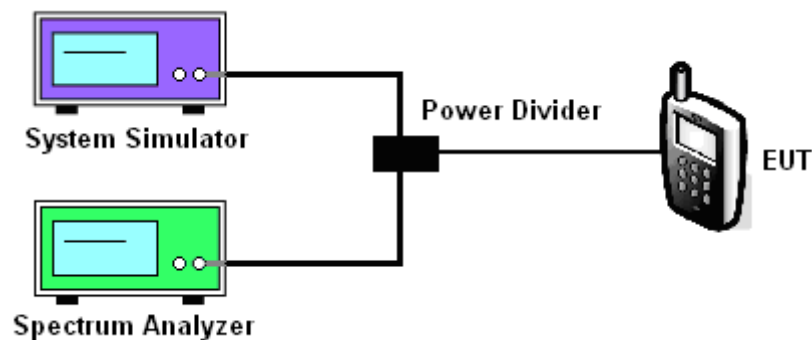 System Simulator
Power Divider
EUT
Spectrum Analyzer